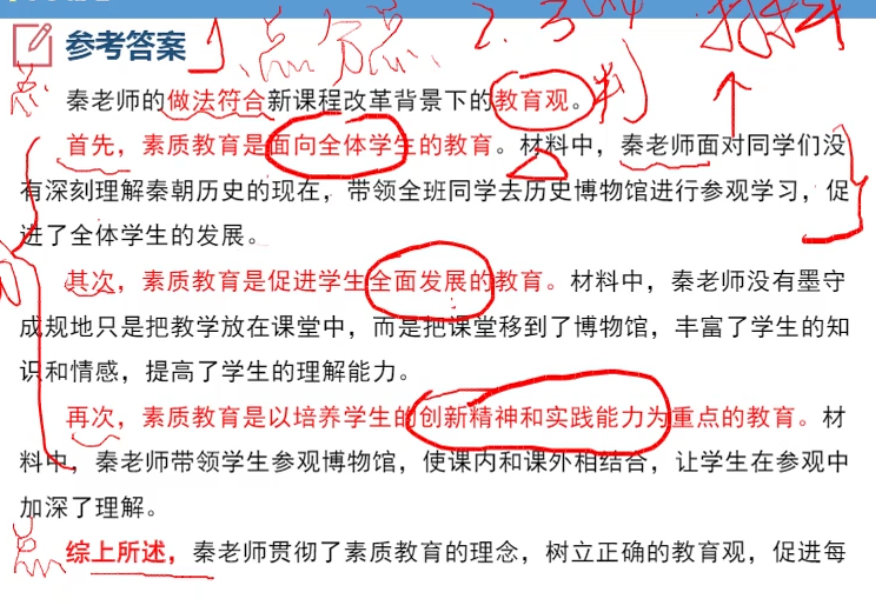 参考答案 1.点 分点 2.
秦老师的做法符合新课程改革背景下的教育观。判
首先，素质教育是面向全体学生的教育。材料中，秦老师面对同学们没
有深刻理解秦朝历史的现在，带领全班同学去历史博物馆进行参观学习，促
进了全体学生的发展。
其次，素质教育是促进学生全面发展的教育。材料中，秦老师没有墨守
成规地只是把教学放在课堂中，而是把课堂移到了博物馆，丰富了学生的知
识和情感，提高了学生的理解能力。
再次，素质教育是以培养学生的创新精神和实践能力为重点的教育。材
料中，秦老师带领学生参观博物馆，使课内和课外相结合，让学生在参观中
加深了理解。
综上所述，秦老师贯彻了素质教育的理念，树立正确的教育观，促进每